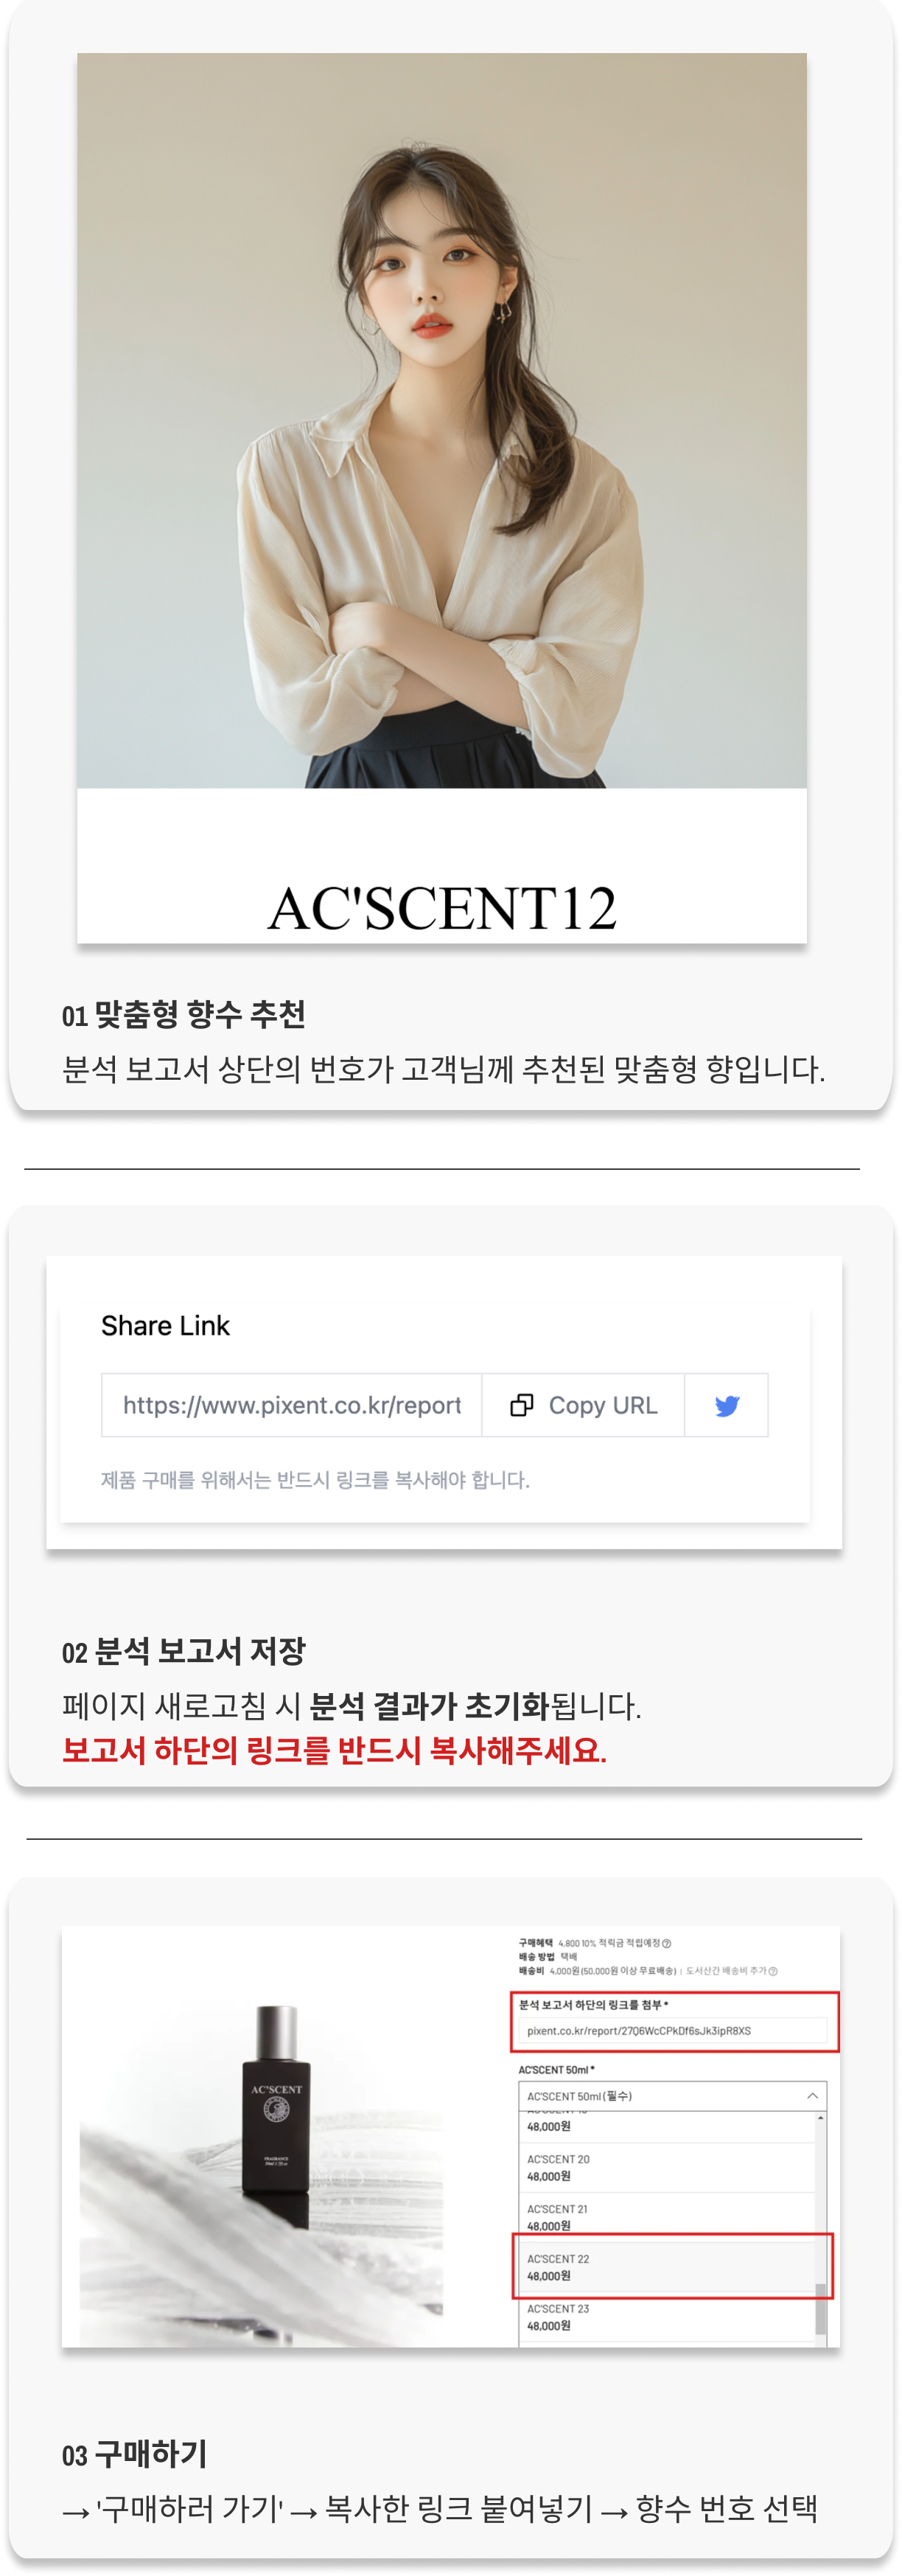 AC'SCENT12
01 맞춤형 향수 추천
분석 보고서 상단의 번호가 고객님께 추천된 맞춤형 향입니다.
Share Link
https://www.pixent.co.kr/report
Copy URL
제품 구매를 위해서는 반드시 링크를 복사해야 합니다.
02 분석 보고서 저장
페이지 새로고침 시 분석 결과가 초기화됩니다.
보고서 하단의 링크를 반드시 복사해주세요.
AC'SCENT
FRAGRANCE
구매혜택 4,800 10% 적릭금 적립예정
배송 방법 택배
배송비 4,000원(50,000원 이상 무료배송) | 도서산간 배송비 추가
분석 보고서 하단의 링크를 첨부 *
pixent.co.kr/report/27Q6WcCPkDf6sJk3ipR8XS
AC'SCENT 50ml *
AC'SCENT 50ml (필수)
48,000원
AC'SCENT 20
48,000원
AC'SCENT 21
48,000원
AC'SCENT 22
48,000원
AC'SCENT 23
48,000원
03 구매하기
→ '구매하러 가기' → 복사한 링크 붙여넣기 → 향수 번호 선택